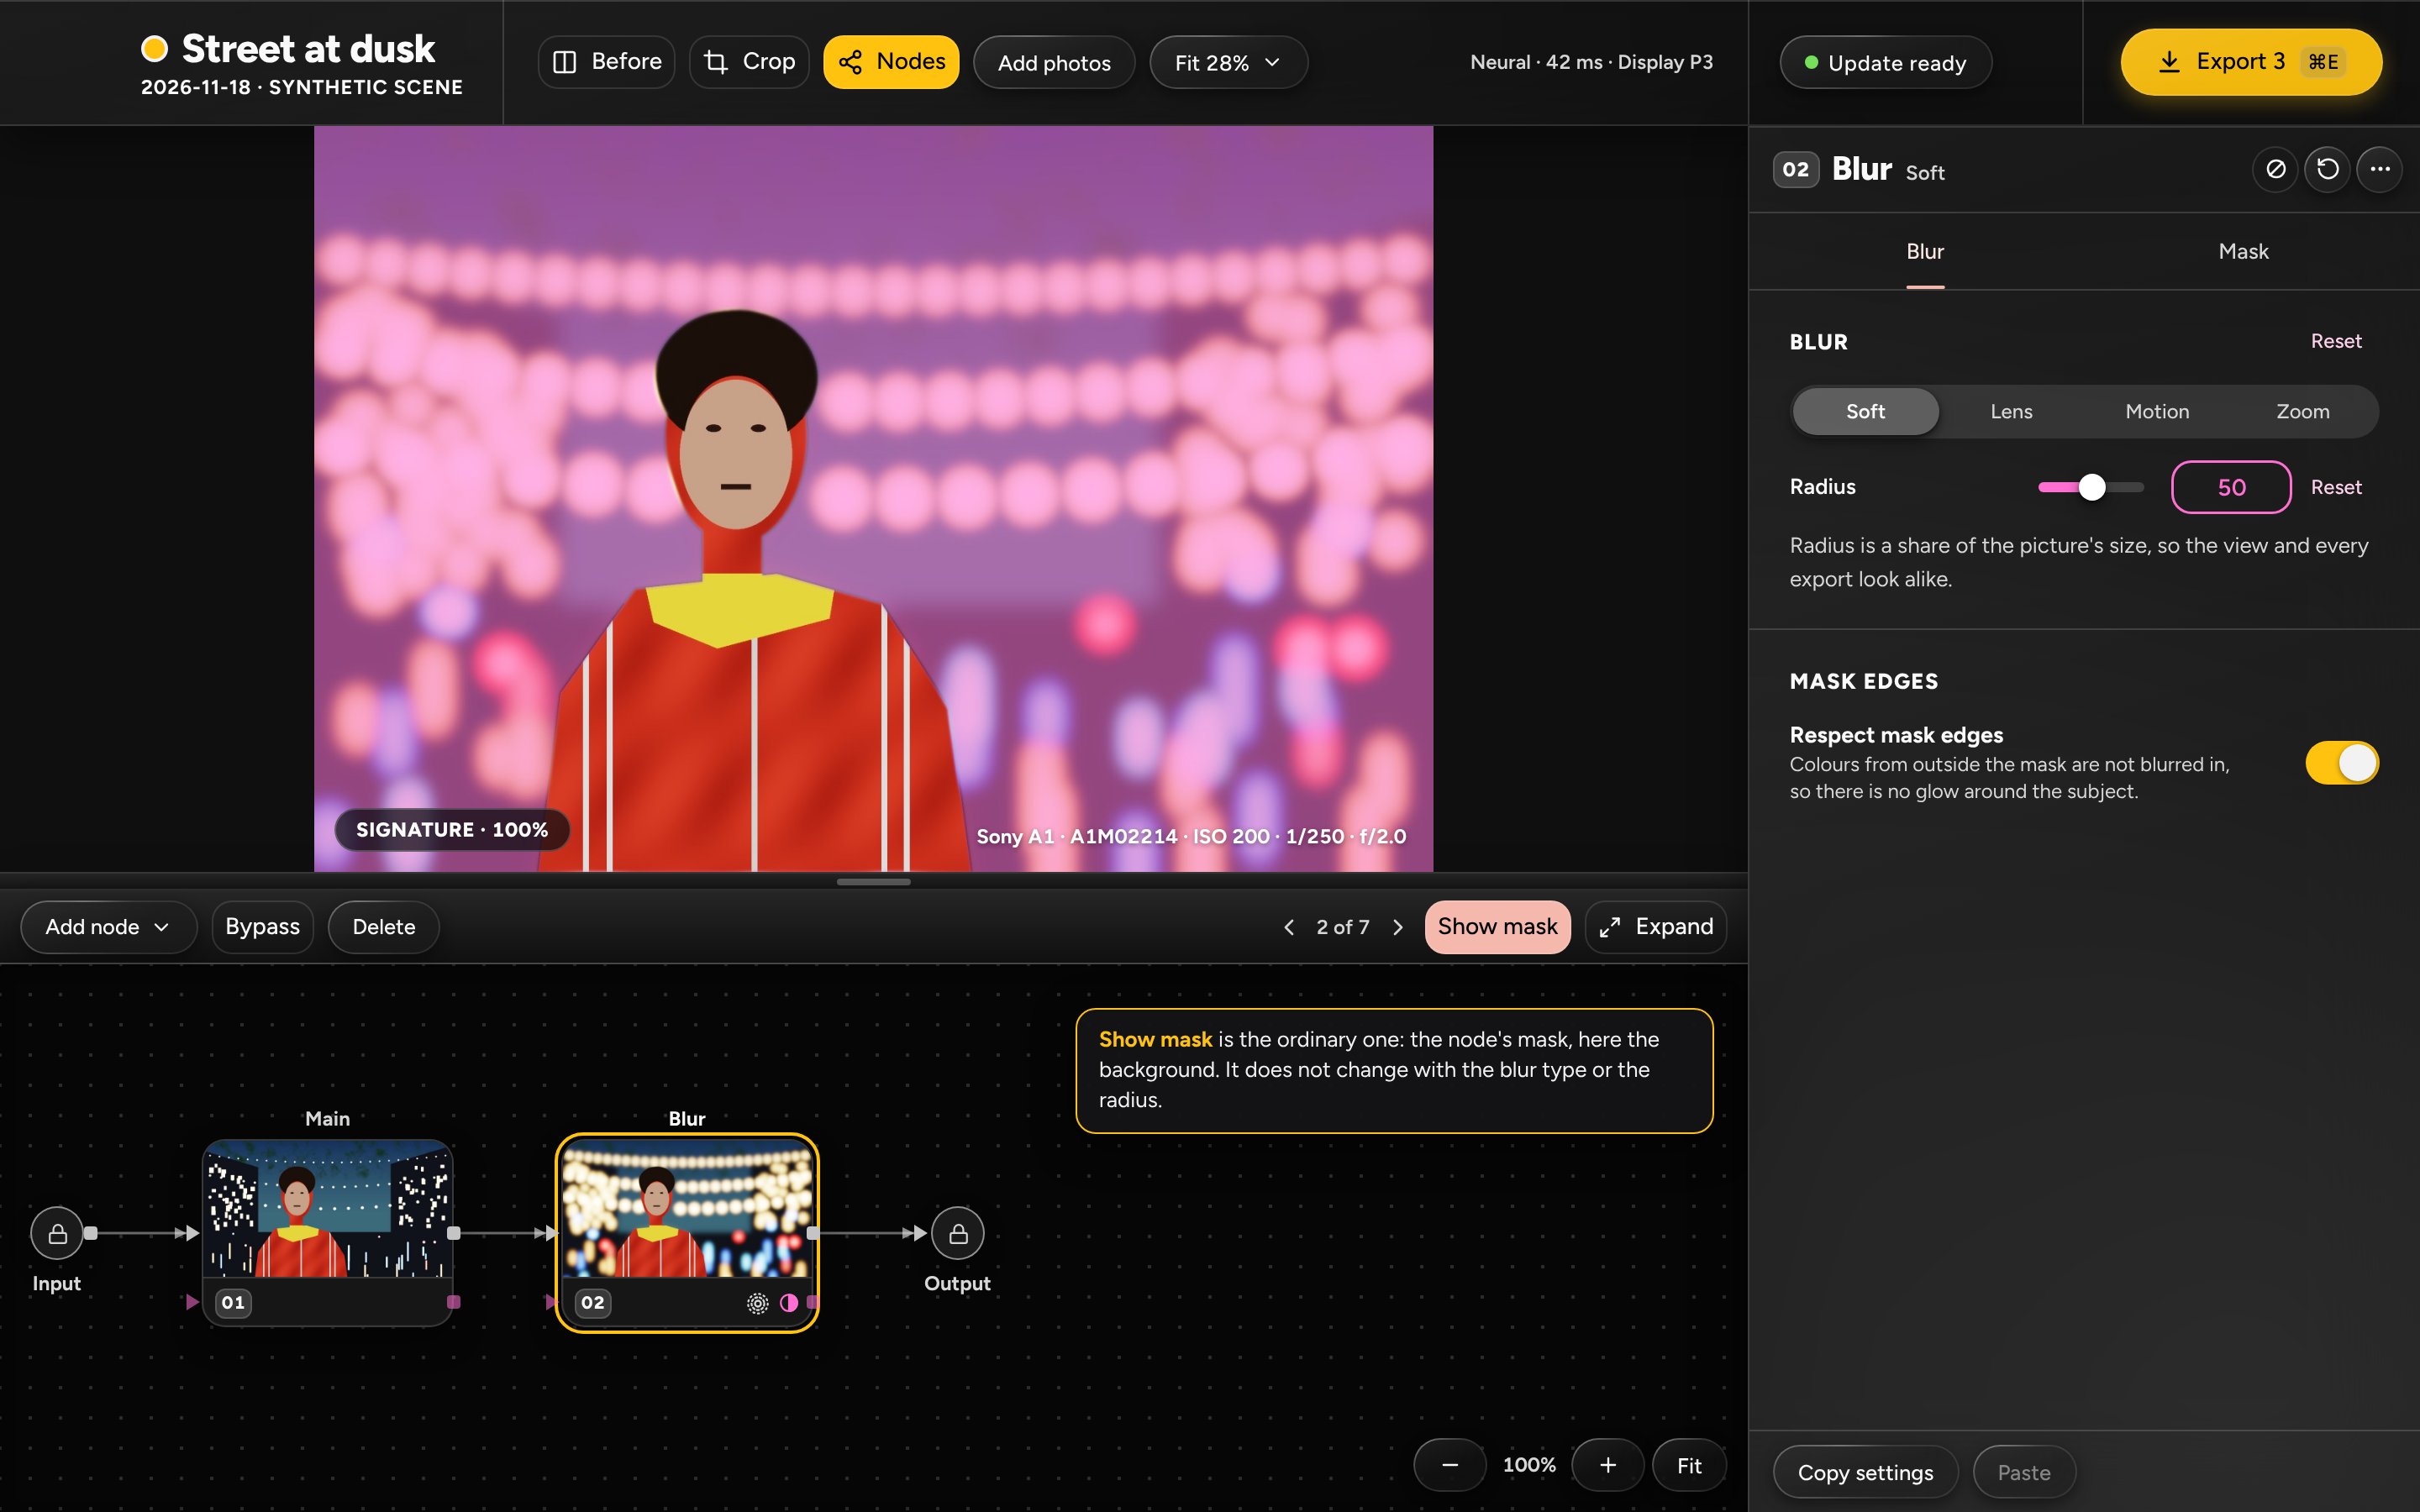 Street at dusk
2026-11-18 · SYNTHETIC SCENE
Before
Crop
Nodes
Add photos
Fit 28%
Neural · 42 ms · Display P3
Update ready
Export 3 ⌘E
02 Blur Soft
Blur
Mask
BLUR
Reset
Soft
Lens
Motion
Zoom
Radius
50
Reset
Radius is a share of the picture's size, so the view and every
export look alike.
MASK EDGES
Respect mask edges
Colours from outside the mask are not blurred in,
so there is no glow around the subject.
SIGNATURE · 100%
Sony A1 · A1M02214 · ISO 200 · 1/250 · f/2.0
Add node
Bypass
Delete
2 of 7
Show mask
Expand
Show mask is the ordinary one: the node's mask, here the
background. It does not change with the blur type or the
radius.
Main
Blur
Input
Output
01
02
100%
Fit
Copy settings
Paste